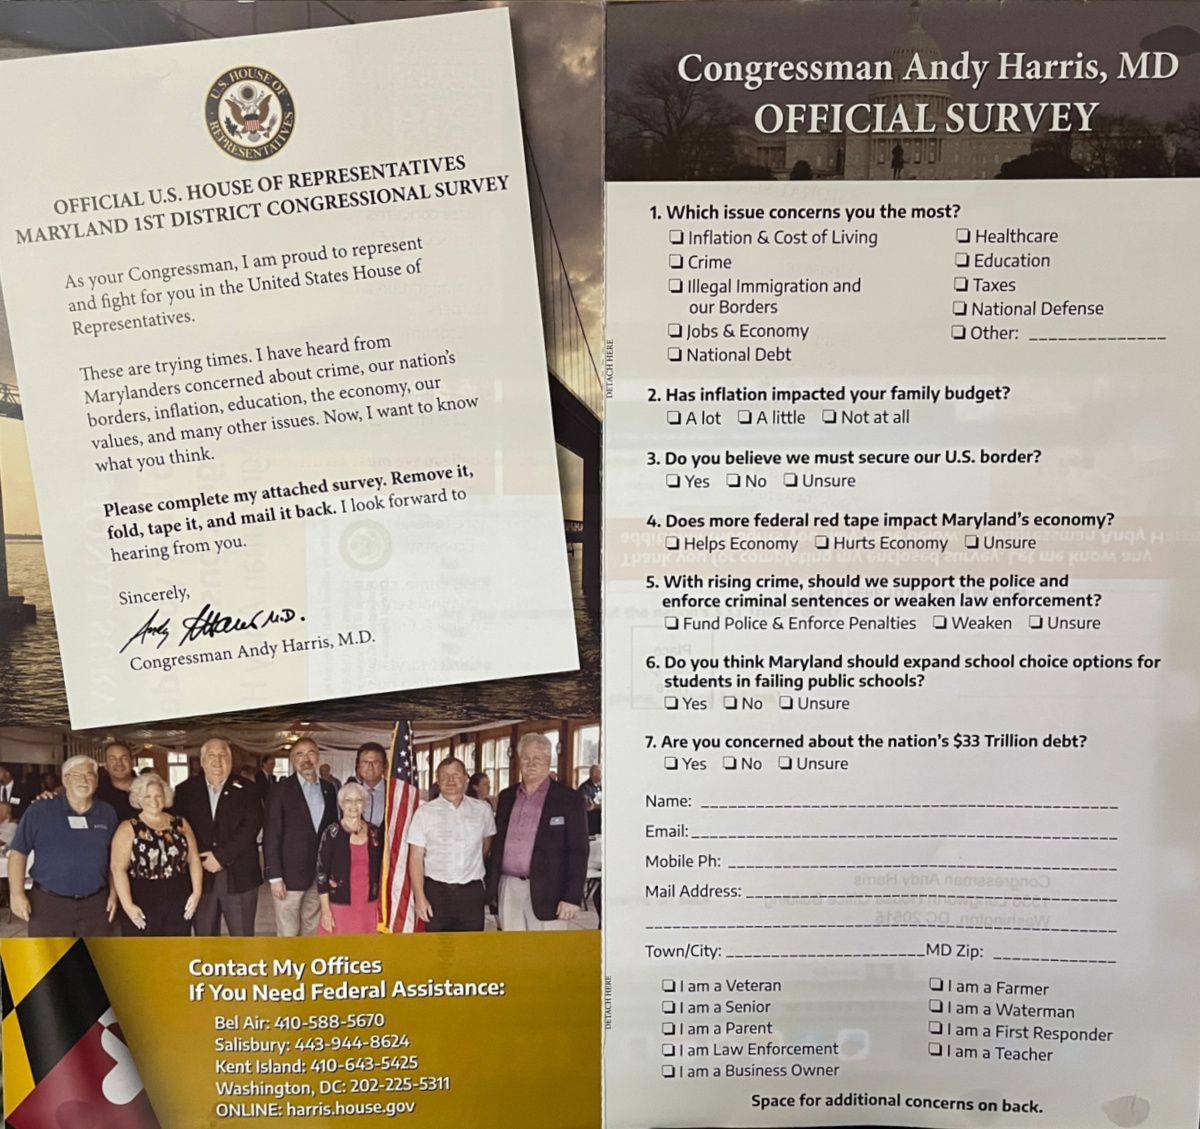 U.S. HOUSE OF REPRESENTATIVES
OFFICIAL U.S. HOUSE OF REPRESENTATIVES
MARYLAND 1ST DISTRICT CONGRESSIONAL SURVEY
As your Congressman, I am proud to represent
and fight for you in the United States House of
Representatives.
These are trying times. I have heard from
Marylanders concerned about crime, our nation's
borders, inflation, education, the economy, our
values, and many other issues. Now, I want to know
what you think.
Please complete my attached survey. Remove it,
fold, tape it, and mail it back. I look forward to
hearing from you.
Sincerely,
Andy Harris M.D.
Congressman Andy Harris, M.D.
Contact My Offices
If You Need Federal Assistance:
Bel Air: 410-588-5670
Salisbury: 443-944-8624
Kent Island: 410-643-5425
Washington, DC: 202-225-5311
ONLINE: harris.house.gov
DETACH HERE
DETACH HERE
Congressman Andy Harris, MD
OFFICIAL SURVEY
1. Which issue concerns you the most?
❏ Inflation & Cost of Living
❏ Crime
❏ Illegal Immigration and
our Borders
❏ Jobs & Economy
❏ National Debt
❏ Healthcare
❏ Education
❏ Taxes
❏ National Defense
❏ Other: _______________
2. Has inflation impacted your family budget?
❏ A lot ❏ A little ❏ Not at all
3. Do you believe we must secure our U.S. border?
❏ Yes ❏ No ❏ Unsure
4. Does more federal red tape impact Maryland's economy?
❏ Helps Economy ❏ Hurts Economy ❏ Unsure
5. With rising crime, should we support the police and
enforce criminal sentences or weaken law enforcement?
❏ Fund Police & Enforce Penalties ❏ Weaken ❏ Unsure
6. Do you think Maryland should expand school choice options for
students in failing public schools?
❏ Yes ❏ No ❏ Unsure
7. Are you concerned about the nation's $33 Trillion debt?
❏ Yes ❏ No ❏ Unsure
Name: _______________
Email: _______________
Mobile Ph: _______________
Mail Address: _______________
Town/City: _______________ MD Zip: _______________
❏ I am a Veteran
❏ I am a Senior
❏ I am a Parent
❏ I am Law Enforcement
❏ I am a Business Owner
❏ I am a Farmer
❏ I am a Waterman
❏ I am a First Responder
❏ I am a Teacher
Space for additional concerns on back.